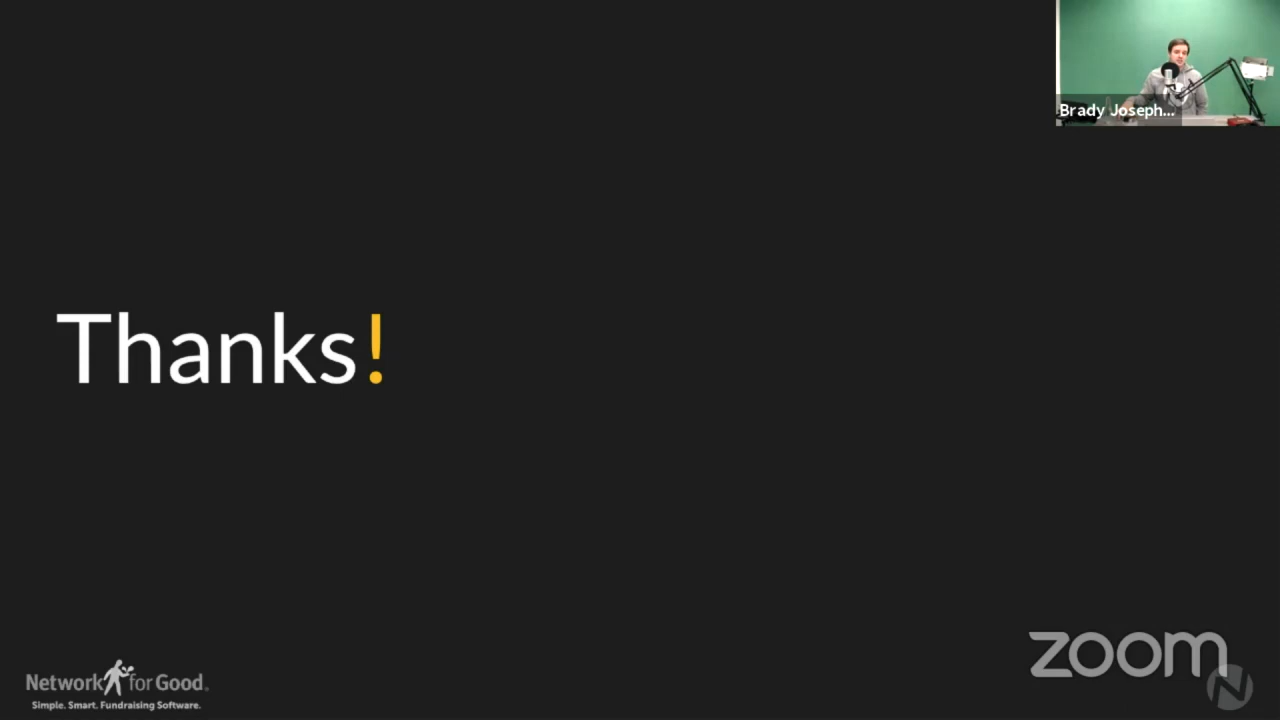 Brady Joseph...
Thanks!
zoom
Network for Good.
Simple. Smart. Fundraising Software.
N